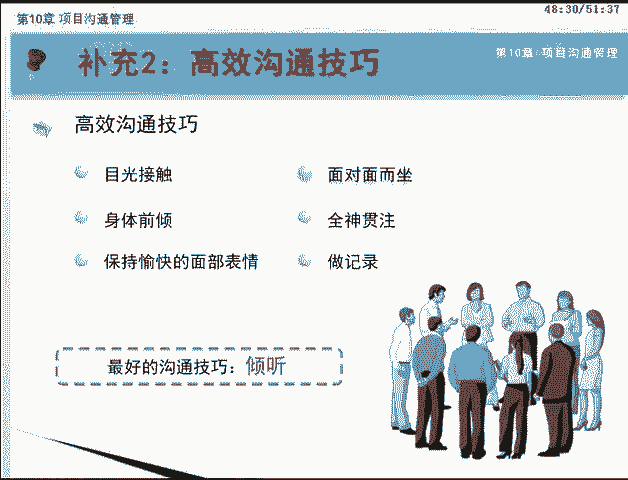 第10章 项目沟通管理
48:30/51:37
补充2：高效沟通技巧
第10章 项目沟通管理
高效沟通技巧
目光接触
面对面而坐
身体前倾
全神贯注
保持愉快的面部表情
做记录
最好的沟通技巧：倾听